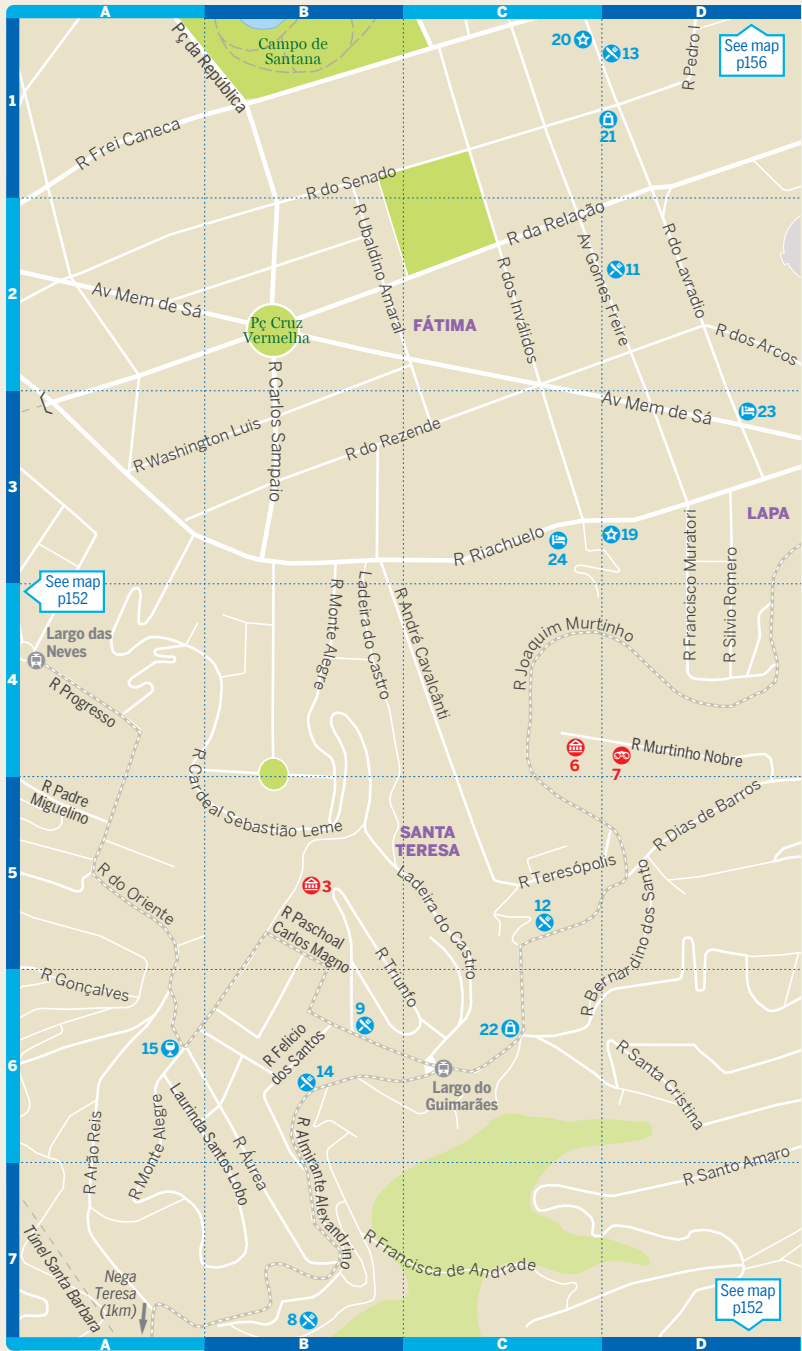 A
B
C
D
1
2
3
4
5
6
7
Pç da República
Campo de
Santana
20
13
R Pedro I
See map
p156
21
R Frei Caneca
R do Senado
R Ubaldino Amaral
R da Relação
R dos Inválidos
Av Gomes Freire
11
R do Lavradio
Av Mem de Sá
Pç Cruz
Vermelha
FÁTIMA
R dos Arcos
R Carlos Sampaio
Av Mem de Sá
23
R Washington Luis
R do Rezende
LAPA
R Riachuelo
24
19
R Francisco Muratori
R Silvio Romero
See map
p152
Largo das
Neves
R Monte Alegre
Ladeira do Castro
R André Cavalcânti
R Joaquim Murtinho
R Progresso
6
7
R Murtinho Nobre
R Cardeal Sebastião Leme
R Padre
Miguelino
SANTA
TERESA
R Dias de Barros
R Teresópolis
3
Ladeira do Castro
12
R do Oriente
R Paschoal
Carlos Magno
R Triunfo
R Bernardino dos Santo
R Gonçalves
9
22
15
R Felicio
dos Santos
14
Largo do
Guimarães
R Santa Cristina
R Arão Reis
R Monte Alegre
Laurinda Santos Lobo
R Áurea
R Almirante Alexandrino
R Santo Amaro
Túnel Santa Barbara
Nega
Teresa
(1km)
R Francisca de Andrade
8
See map
p152
A
B
C
D